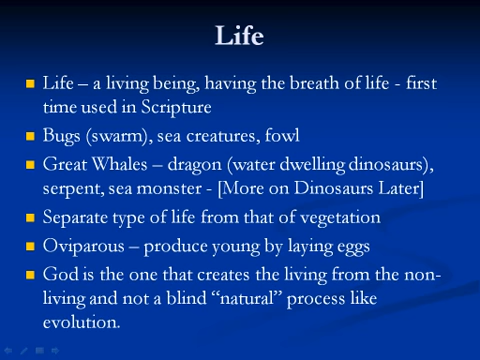 Life
Life – a living being, having the breath of life - first
time used in Scripture
Bugs (swarm), sea creatures, fowl
Great Whales – dragon (water dwelling dinosaurs),
serpent, sea monster - [More on Dinosaurs Later]
Separate type of life from that of vegetation
Oviparous – produce young by laying eggs
God is the one that creates the living from the non-
living and not a blind “natural” process like
evolution.